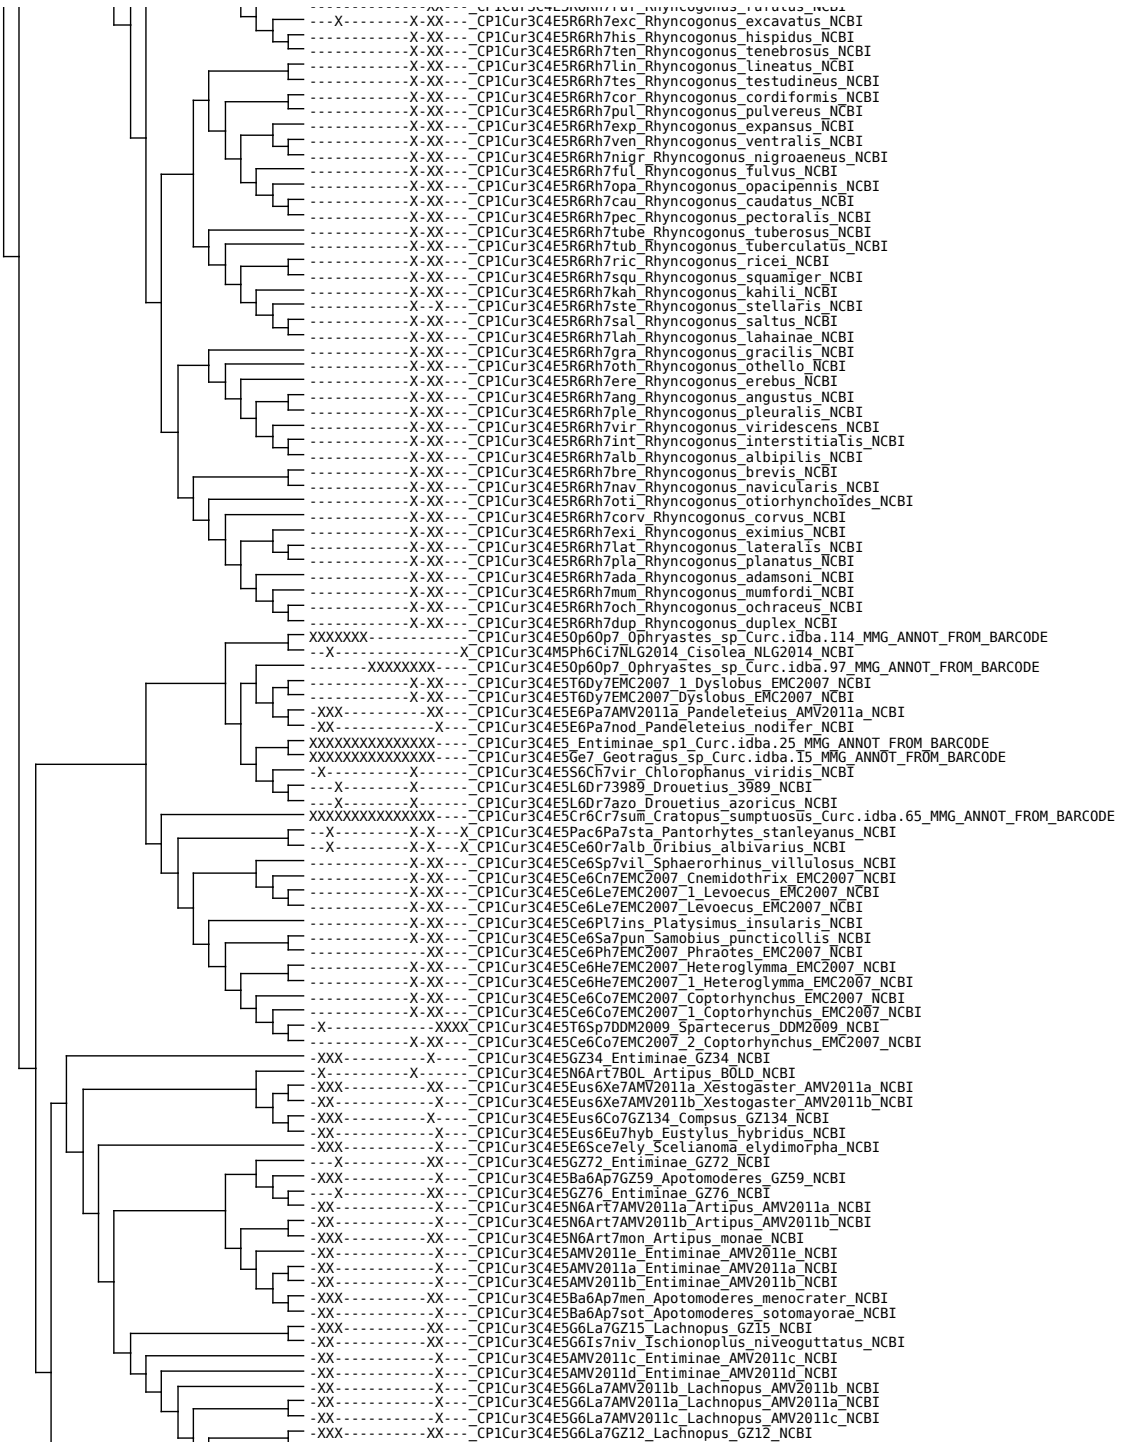 ---X--------X-XX---_CP1Cur3C4E5R6Rh7exc_Rhyncogonus_excavatus_NCBI
------------X-XX---_CP1Cur3C4E5R6Rh7his_Rhyncogonus_hispidus_NCBI
------------X-XX---_CP1Cur3C4E5R6Rh7ten_Rhyncogonus_tenebrosus_NCBI
------------X-XX---_CP1Cur3C4E5R6Rh7lin_Rhyncogonus_lineatus_NCBI
------------X-XX---_CP1Cur3C4E5R6Rh7tes_Rhyncogonus_testudineus_NCBI
------------X-XX---_CP1Cur3C4E5R6Rh7cor_Rhyncogonus_cordiformis_NCBI
------------X-XX---_CP1Cur3C4E5R6Rh7pul_Rhyncogonus_pulvereus_NCBI
------------X-XX---_CP1Cur3C4E5R6Rh7exp_Rhyncogonus_expansus_NCBI
------------X-XX---_CP1Cur3C4E5R6Rh7ven_Rhyncogonus_ventralis_NCBI
------------X-XX---_CP1Cur3C4E5R6Rh7nigr_Rhyncogonus_nigroaeneus_NCBI
------------X-XX---_CP1Cur3C4E5R6Rh7ful_Rhyncogonus_fulvus_NCBI
------------X-XX---_CP1Cur3C4E5R6Rh7opa_Rhyncogonus_opacipennis_NCBI
------------X-XX---_CP1Cur3C4E5R6Rh7cau_Rhyncogonus_caudatus_NCBI
------------X-XX---_CP1Cur3C4E5R6Rh7pec_Rhyncogonus_pectoralis_NCBI
------------X-XX---_CP1Cur3C4E5R6Rh7tube_Rhyncogonus_tuberosus_NCBI
------------X-XX---_CP1Cur3C4E5R6Rh7tub_Rhyncogonus_tuberculatus_NCBI
------------X-XX---_CP1Cur3C4E5R6Rh7ric_Rhyncogonus_ricei_NCBI
------------X-XX---_CP1Cur3C4E5R6Rh7squ_Rhyncogonus_squamiger_NCBI
------------X-XX---_CP1Cur3C4E5R6Rh7kah_Rhyncogonus_kahili_NCBI
------------X--X---_CP1Cur3C4E5R6Rh7ste_Rhyncogonus_stellaris_NCBI
------------X-XX---_CP1Cur3C4E5R6Rh7sal_Rhyncogonus_saltus_NCBI
------------X-XX---_CP1Cur3C4E5R6Rh7lah_Rhyncogonus_lahainae_NCBI
------------X-XX---_CP1Cur3C4E5R6Rh7gra_Rhyncogonus_gracilis_NCBI
------------X-XX---_CP1Cur3C4E5R6Rh7oth_Rhyncogonus_othello_NCBI
------------X-XX---_CP1Cur3C4E5R6Rh7ere_Rhyncogonus_erebus_NCBI
------------X-XX---_CP1Cur3C4E5R6Rh7ang_Rhyncogonus_angustus_NCBI
------------X-XX---_CP1Cur3C4E5R6Rh7ple_Rhyncogonus_pleuralis_NCBI
------------X-XX---_CP1Cur3C4E5R6Rh7vir_Rhyncogonus_viridescens_NCBI
------------X-XX---_CP1Cur3C4E5R6Rh7int_Rhyncogonus_interstitialis_NCBI
------------X-XX---_CP1Cur3C4E5R6Rh7alb_Rhyncogonus_albipilis_NCBI
------------X-XX---_CP1Cur3C4E5R6Rh7bre_Rhyncogonus_brevis_NCBI
------------X-XX---_CP1Cur3C4E5R6Rh7nav_Rhyncogonus_navicularis_NCBI
------------X-XX---_CP1Cur3C4E5R6Rh7oti_Rhyncogonus_otiorhynchoides_NCBI
------------X-XX---_CP1Cur3C4E5R6Rh7corv_Rhyncogonus_corvus_NCBI
------------X-XX---_CP1Cur3C4E5R6Rh7exi_Rhyncogonus_eximius_NCBI
------------X-XX---_CP1Cur3C4E5R6Rh7lat_Rhyncogonus_lateralis_NCBI
------------X-XX---_CP1Cur3C4E5R6Rh7pla_Rhyncogonus_planatus_NCBI
------------X-XX---_CP1Cur3C4E5R6Rh7ada_Rhyncogonus_adamsoni_NCBI
------------X-XX---_CP1Cur3C4E5R6Rh7mum_Rhyncogonus_mumfordi_NCBI
------------X-XX---_CP1Cur3C4E5R6Rh7och_Rhyncogonus_ochraceus_NCBI
------------X-XX---_CP1Cur3C4E5R6Rh7dup_Rhyncogonus_duplex_NCBI
XXXXXXX------------_CP1Cur3C4E5Op6Op7_Ophryastes_sp_Curc.idba.114_MMG_ANNOT_FROM_BARCODE
--X---------------X_CP1Cur3C4M5Ph6Ci7NLG2014_Cisolea_NLG2014_NCBI
-------XXXXXXXX----_CP1Cur3C4E5Op6Op7_Ophryastes_sp_Curc.idba.97_MMG_ANNOT_FROM_BARCODE
------------X-XX---_CP1Cur3C4E5T6Dy7EMC2007_1_Dyslobus_EMC2007_NCBI
------------X-XX---_CP1Cur3C4E5T6Dy7EMC2007_Dyslobus_EMC2007_NCBI
-XXX----------XX---_CP1Cur3C4E5E6Pa7AMV2011a_Pandeleteius_AMV2011a_NCBI
-XX------------X---_CP1Cur3C4E5E6Pa7nod_Pandeleteius_nodifer_NCBI
XXXXXXXXXXXXXXX----_CP1Cur3C4E5_Entiminae_sp1_Curc.idba.25_MMG_ANNOT_FROM_BARCODE
XXXXXXXXXXXXXXX----_CP1Cur3C4E5Ge7_Geotragus_sp_Curc.idba.15_MMG_ANNOT_FROM_BARCODE
-X----------X------_CP1Cur3C4E5S6Ch7vir_Chlorophanus_viridis_NCBI
---X--------X------_CP1Cur3C4E5L6Dr73989_Drouetius_3989_NCBI
---X--------X------_CP1Cur3C4E5L6Dr7azo_Drouetius_azoricus_NCBI
XXXXXXXXXXXXXXX----_CP1Cur3C4E5Cr6Cr7sum_Cratopus_sumptuosus_Curc.idba.65_MMG_ANNOT_FROM_BARCODE
--X---------X-X---X_CP1Cur3C4E5Pac6Pa7sta_Pantorhytes_stanleyanus_NCBI
--X---------X-X---X_CP1Cur3C4E5Ce6Or7alb_Oribius_albivarius_NCBI
------------X-XX---_CP1Cur3C4E5Ce6Sp7vil_Sphaerorhinus_villulosus_NCBI
------------X-XX---_CP1Cur3C4E5Ce6Cn7EMC2007_Cnemidothrix_EMC2007_NCBI
------------X-XX---_CP1Cur3C4E5Ce6Le7EMC2007_1_Levoecus_EMC2007_NCBI
------------X-XX---_CP1Cur3C4E5Ce6Le7EMC2007_Levoecus_EMC2007_NCBI
------------X-XX---_CP1Cur3C4E5Ce6Pl7ins_Platysimus_insularis_NCBI
------------X-XX---_CP1Cur3C4E5Ce6Sa7pun_Samobius_puncticollis_NCBI
--------------XX---_CP1Cur3C4E5Ce6Ph7EMC2007_Phraotes_EMC2007_NCBI
------------X-XX---_CP1Cur3C4E5Ce6He7EMC2007_Heteroglymma_EMC2007_NCBI
------------X-XX---_CP1Cur3C4E5Ce6He7EMC2007_1_Heteroglymma_EMC2007_NCBI
------------X-XX---_CP1Cur3C4E5Ce6Co7EMC2007_Coptorhynchus_EMC2007_NCBI
------------X-XX---_CP1Cur3C4E5Ce6Co7EMC2007_1_Coptorhynchus_EMC2007_NCBI
-X-------------XXXX_CP1Cur3C4E5T6Sp7DDM2009_Spartecerus_DDM2009_NCBI
------------X-XX---_CP1Cur3C4E5Ce6Co7EMC2007_2_Coptorhynchus_EMC2007_NCBI
-XXX----------X----_CP1Cur3C4E5GZ34_Entiminae_GZ34_NCBI
-X----------X------_CP1Cur3C4E5N6Art7BOL_Artipus_BOLD_NCBI
-XXX----------XX---_CP1Cur3C4E5Eus6Xe7AMV2011a_Xestogaster_AMV2011a_NCBI
-XX------------X---_CP1Cur3C4E5Eus6Xe7AMV2011b_Xestogaster_AMV2011b_NCBI
-XXX----------X----_CP1Cur3C4E5Eus6Co7GZ134_Compsus_GZ134_NCBI
-XX------------X---_CP1Cur3C4E5Eus6Eu7hyb_Eustylus_hybridus_NCBI
-XXX-----------X---_CP1Cur3C4E5E6Sce7ely_Scelianoma_elydimorpha_NCBI
---X----------XX---_CP1Cur3C4E5GZ72_Entiminae_GZ72_NCBI
-XXX-----------X---_CP1Cur3C4E5Ba6Ap7GZ59_Apotomoderes_GZ59_NCBI
---X----------XX---_CP1Cur3C4E5GZ76_Entiminae_GZ76_NCBI
-XX------------X---_CP1Cur3C4E5N6Art7AMV2011a_Artipus_AMV2011a_NCBI
-XX------------X---_CP1Cur3C4E5N6Art7AMV2011b_Artipus_AMV2011b_NCBI
-XXX----------XX---_CP1Cur3C4E5N6Art7mon_Artipus_monae_NCBI
-XX------------X---_CP1Cur3C4E5AMV2011e_Entiminae_AMV2011e_NCBI
-XX------------X---_CP1Cur3C4E5AMV2011a_Entiminae_AMV2011a_NCBI
-XX------------X---_CP1Cur3C4E5AMV2011b_Entiminae_AMV2011b_NCBI
-XXX----------XX---_CP1Cur3C4E5Ba6Ap7men_Apotomoderes_menocrater_NCBI
-XX------------X---_CP1Cur3C4E5Ba6Ap7sot_Apotomoderes_sotomayorae_NCBI
-XXX----------XX---_CP1Cur3C4E5G6La7GZ15_Lachnopus_GZ15_NCBI
-XX-----------XX---_CP1Cur3C4E5G6Is7niv_Ischionoplus_niveoguttatus_NCBI
-XX------------X---_CP1Cur3C4E5AMV2011c_Entiminae_AMV2011c_NCBI
-XX------------X---_CP1Cur3C4E5AMV2011d_Entiminae_AMV2011d_NCBI
-XX------------X---_CP1Cur3C4E5G6La7AMV2011b_Lachnopus_AMV2011b_NCBI
-XX------------X---_CP1Cur3C4E5G6La7AMV2011a_Lachnopus_AMV2011a_NCBI
-XX------------X---_CP1Cur3C4E5G6La7AMV2011c_Lachnopus_AMV2011c_NCBI
-XXX----------XX---_CP1Cur3C4E5G6La7GZ12_Lachnopus_GZ12_NCBI